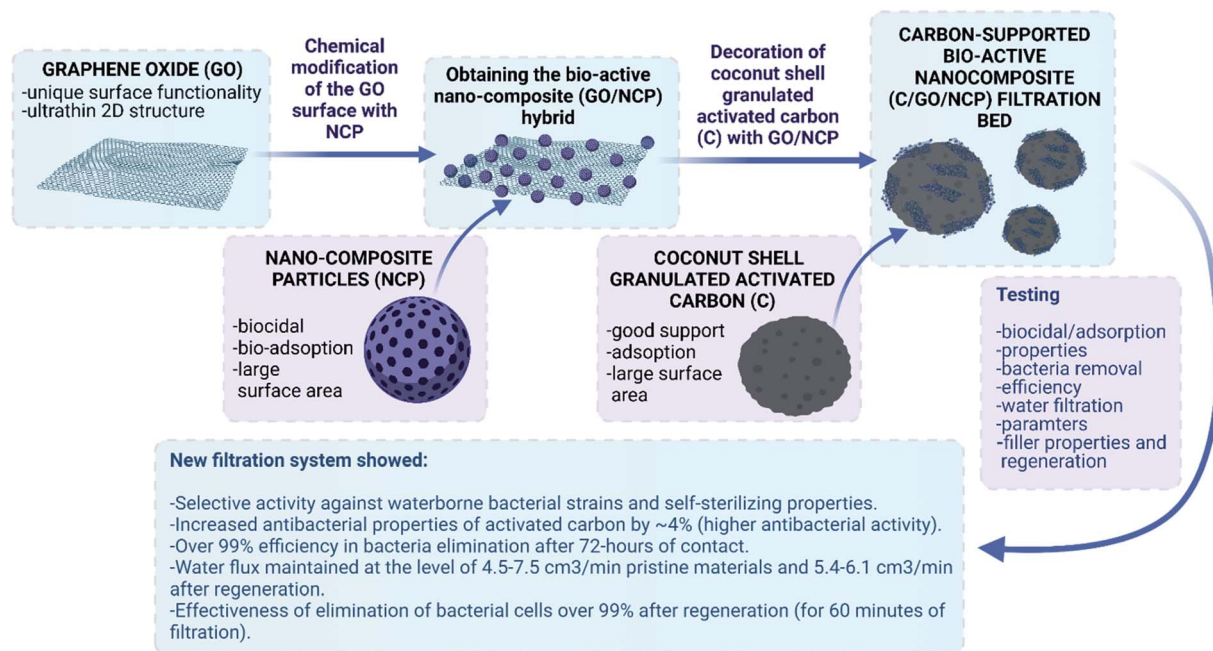 GRAPHENE OXIDE (GO)
-unique surface functionality
-ultrathin 2D structure
Chemical
modification
of the GO
surface with
NCP
Obtaining the bio-active
nano-composite (GO/NCP)
hybrid
Decoration of
coconut shell
granulated
activated carbon
(C) with GO/NCP
CARBON-SUPPORTED
BIO-ACTIVE
NANOCOMPOSITE
(C/GO/NCP) FILTRATION
BED
NANO-COMPOSITE
PARTICLES (NCP)
-biocidal
-bio-adsoption
-large
surface area
COCONUT SHELL
GRANULATED ACTIVATED
CARBON (C)
-good support
-adsoption
-large surface
area
Testing
-biocidal/adsorption
-properties
-bacteria removal
-efficiency
-water filtration
-paramters
-filler properties and
regeneration
New filtration system showed:
-Selective activity against waterborne bacterial strains and self-sterilizing properties.
-Increased antibacterial properties of activated carbon by ~4% (higher antibacterial activity).
-Over 99% efficiency in bacteria elimination after 72-hours of contact.
-Water flux maintained at the level of 4.5-7.5 cm3/min pristine materials and 5.4-6.1 cm3/min
after regeneration.
-Effectiveness of elimination of bacterial cells over 99% after regeneration (for 60 minutes of
filtration).